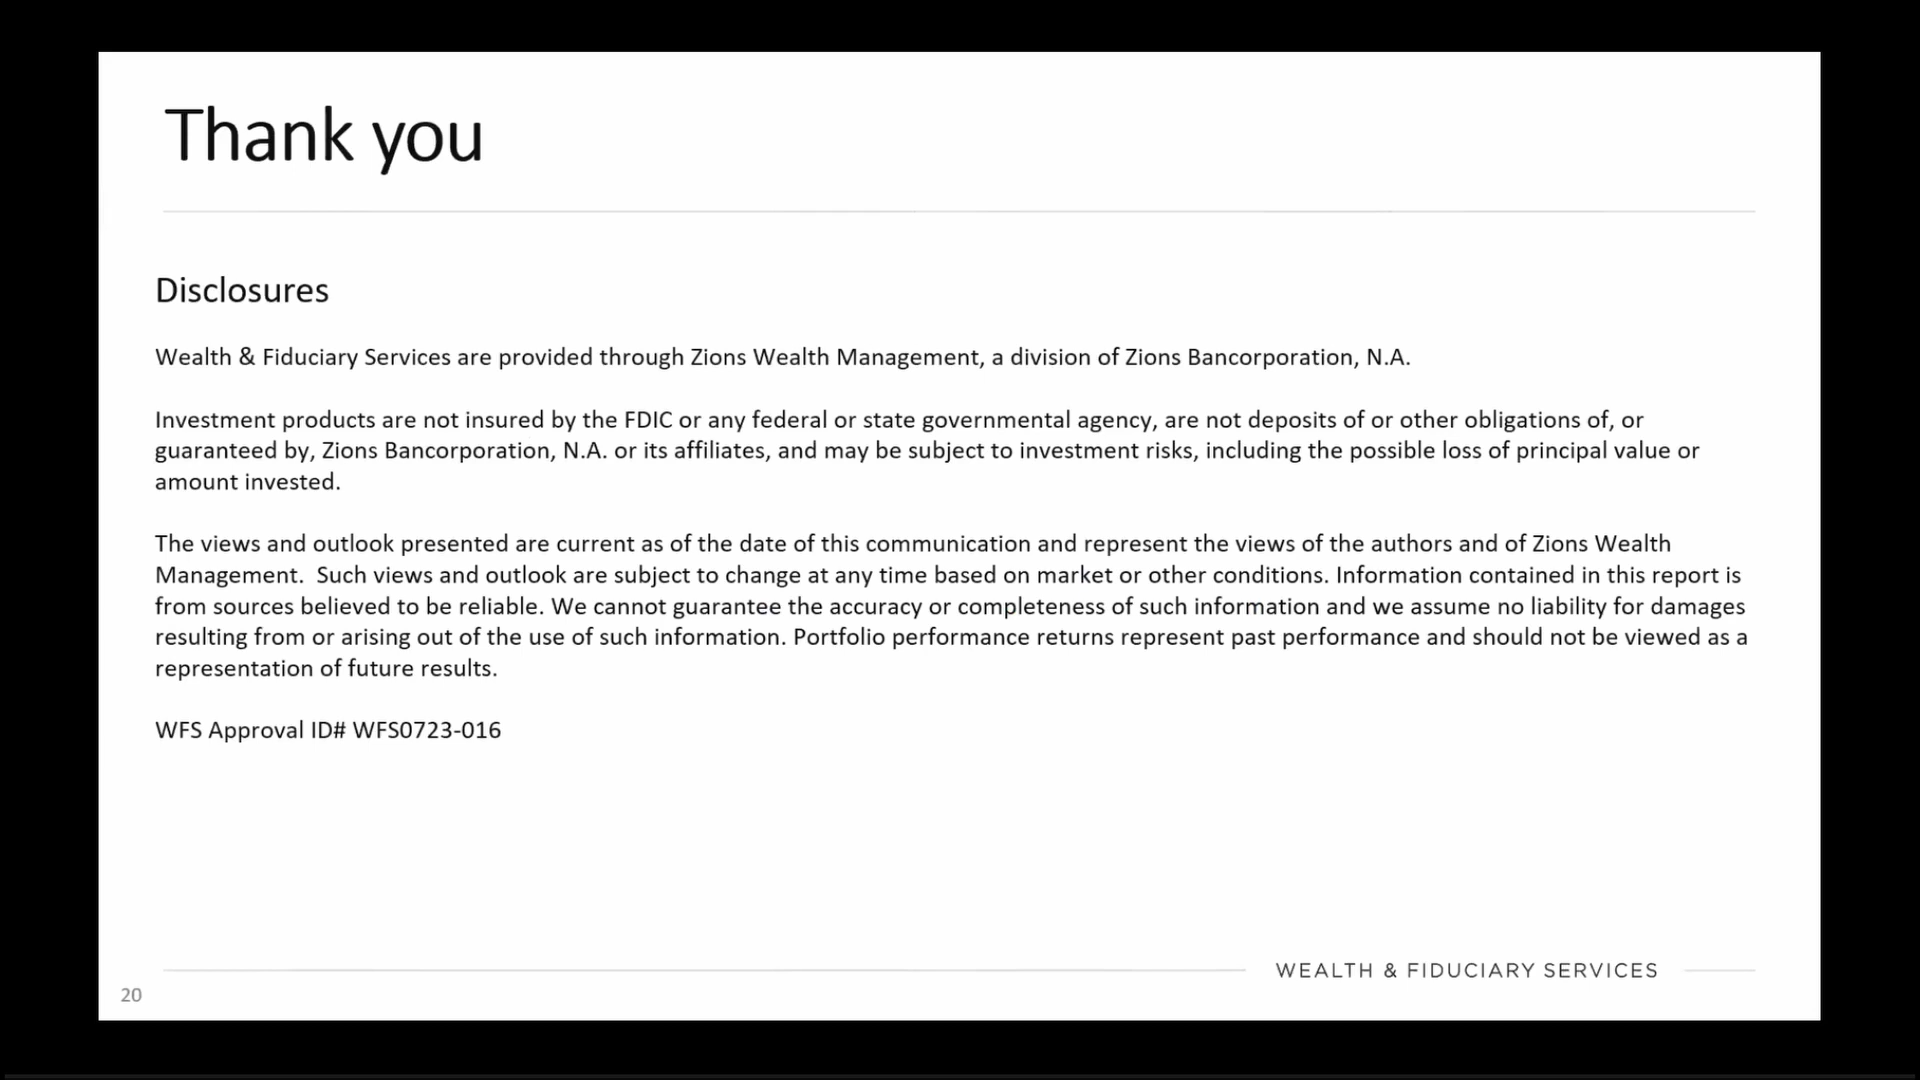 Thank you
Disclosures
Wealth & Fiduciary Services are provided through Zions Wealth Management, a division of Zions Bancorporation, N.A.
Investment products are not insured by the FDIC or any federal or state governmental agency, are not deposits of or other obligations of, or
guaranteed by, Zions Bancorporation, N.A. or its affiliates, and may be subject to investment risks, including the possible loss of principal value or
amount invested.
The views and outlook presented are current as of the date of this communication and represent the views of the authors and of Zions Wealth
Management.  Such views and outlook are subject to change at any time based on market or other conditions. Information contained in this report is
from sources believed to be reliable. We cannot guarantee the accuracy or completeness of such information and we assume no liability for damages
resulting from or arising out of the use of such information. Portfolio performance returns represent past performance and should not be viewed as a
representation of future results.
WFS Approval ID# WFS0723-016
WEALTH & FIDUCIARY SERVICES
20